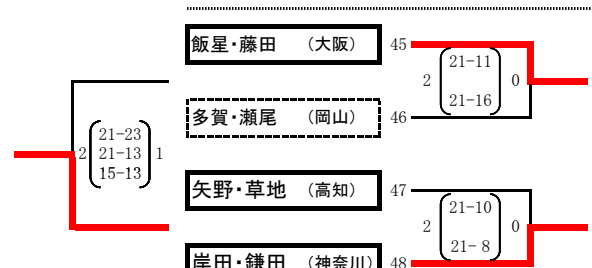 飯星・藤田 （大阪） 45
21-11
2 0
21-16
多賀・瀬尾 （岡山） 46
21-23
2 21-13 1
15-13
矢野・草地 （高知） 47
21-10
2 0
21- 8
岸田・鎌田 （神奈川） 48